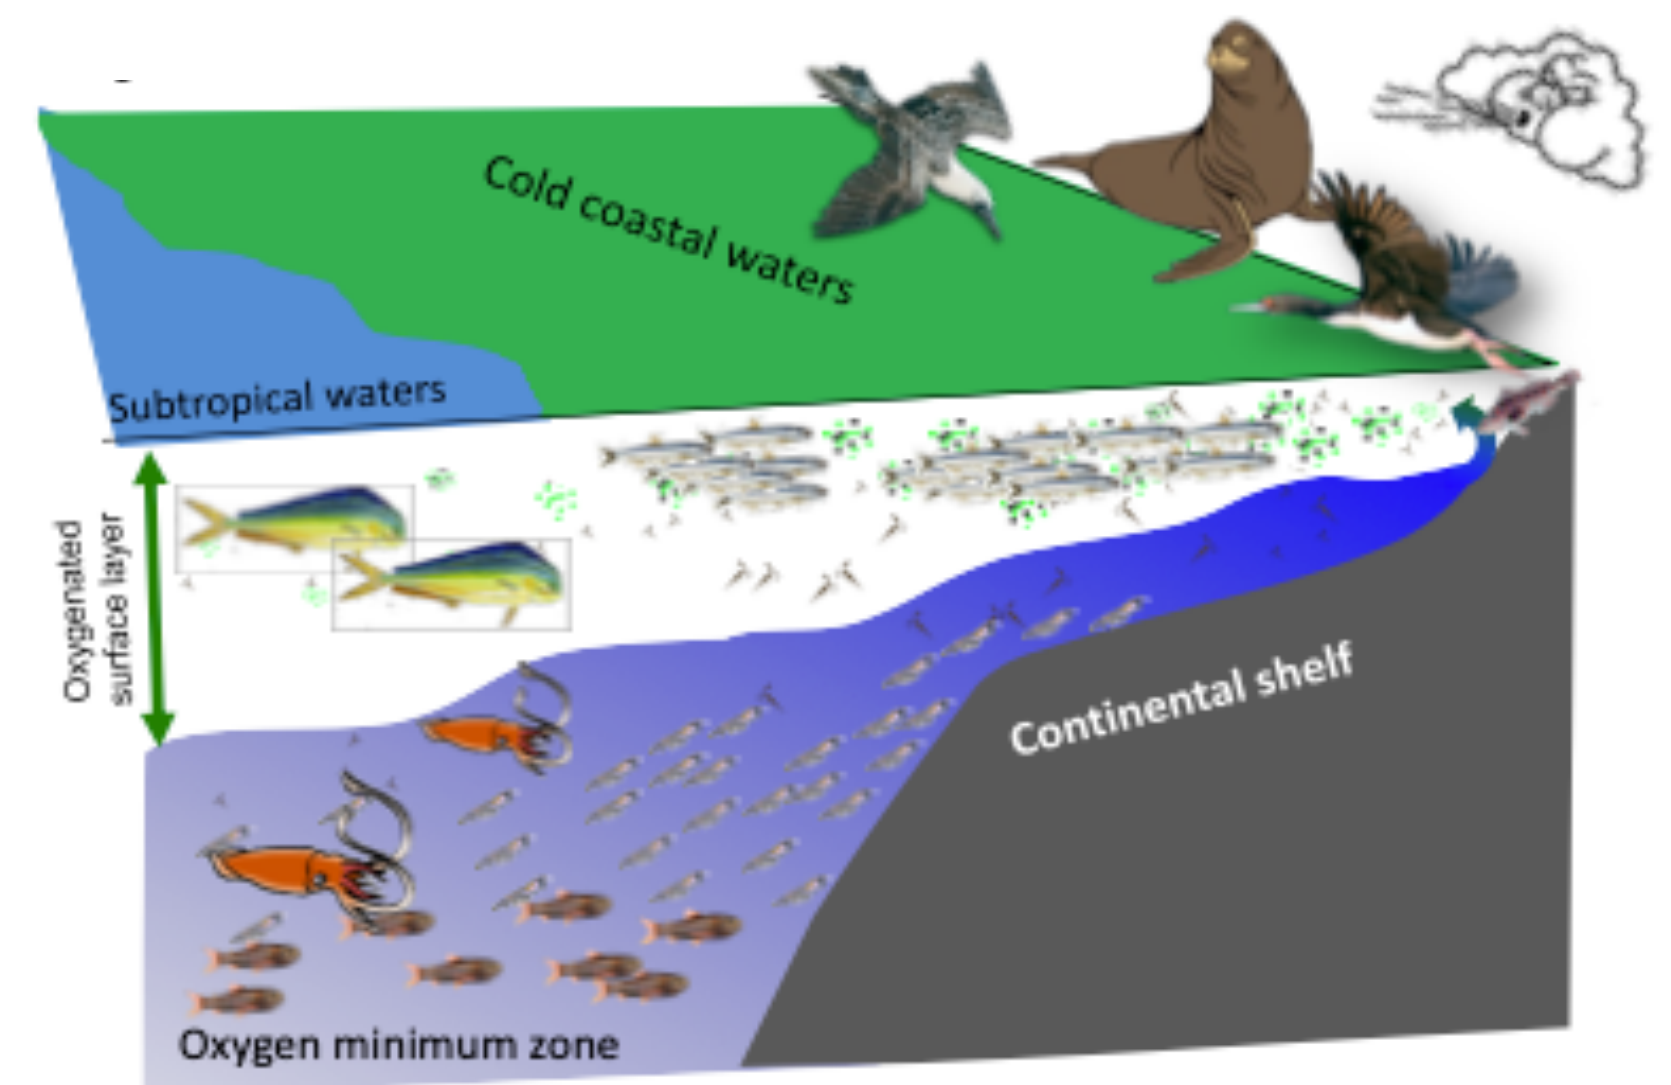 Cold coastal waters
Subtropical waters
Oxygenated
surface layer
Continental shelf
Oxygen minimum zone